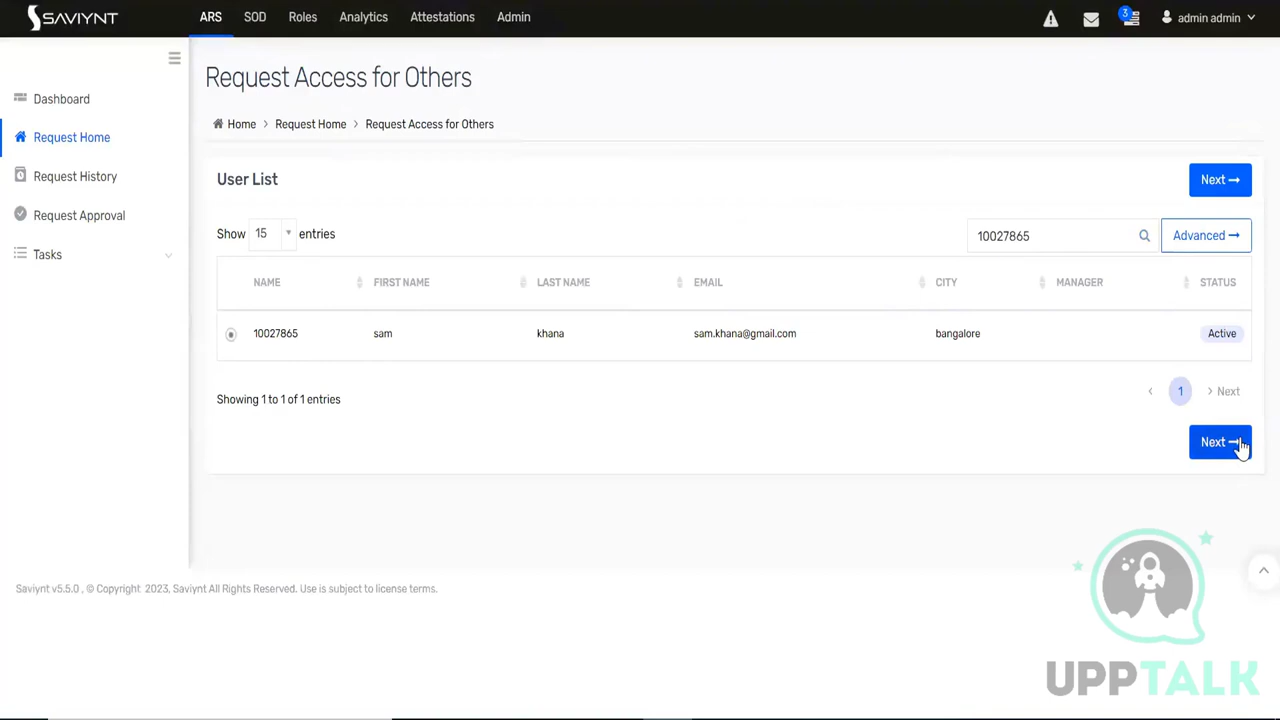 SAVIYNT
ARS SOD Roles Analytics Attestations Admin
3
admin admin
Dashboard
Request Home
Request History
Request Approval
Tasks
Request Access for Others
Home > Request Home > Request Access for Others
User List
Next
Show 15 entries
10027865
Advanced
NAME FIRST NAME LAST NAME EMAIL CITY MANAGER STATUS
10027865 sam khana sam.khana@gmail.com bangalore Active
Showing 1 to 1 of 1 entries
< 1 > Next
Next
Saviynt v5.5.0 , © Copyright 2023, Saviynt All Rights Reserved. Use is subject to license terms.
UPPTALK